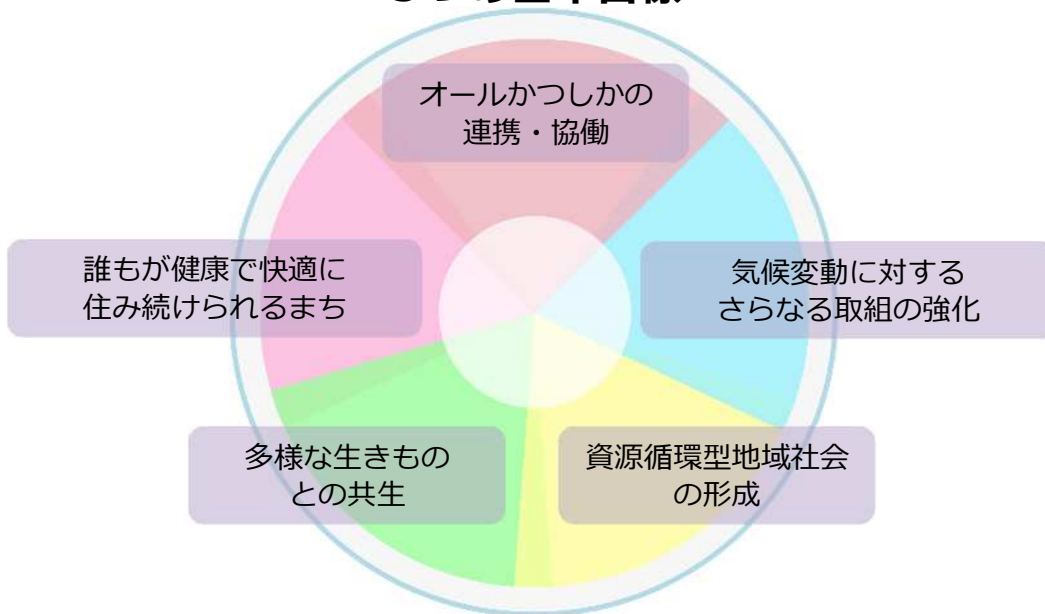 オールかつしかの
連携・協働
誰もが健康で快適に
住み続けられるまち
気候変動に対する
さらなる取組の強化
多様な生きもの
との共生
資源循環型地域社会
の形成